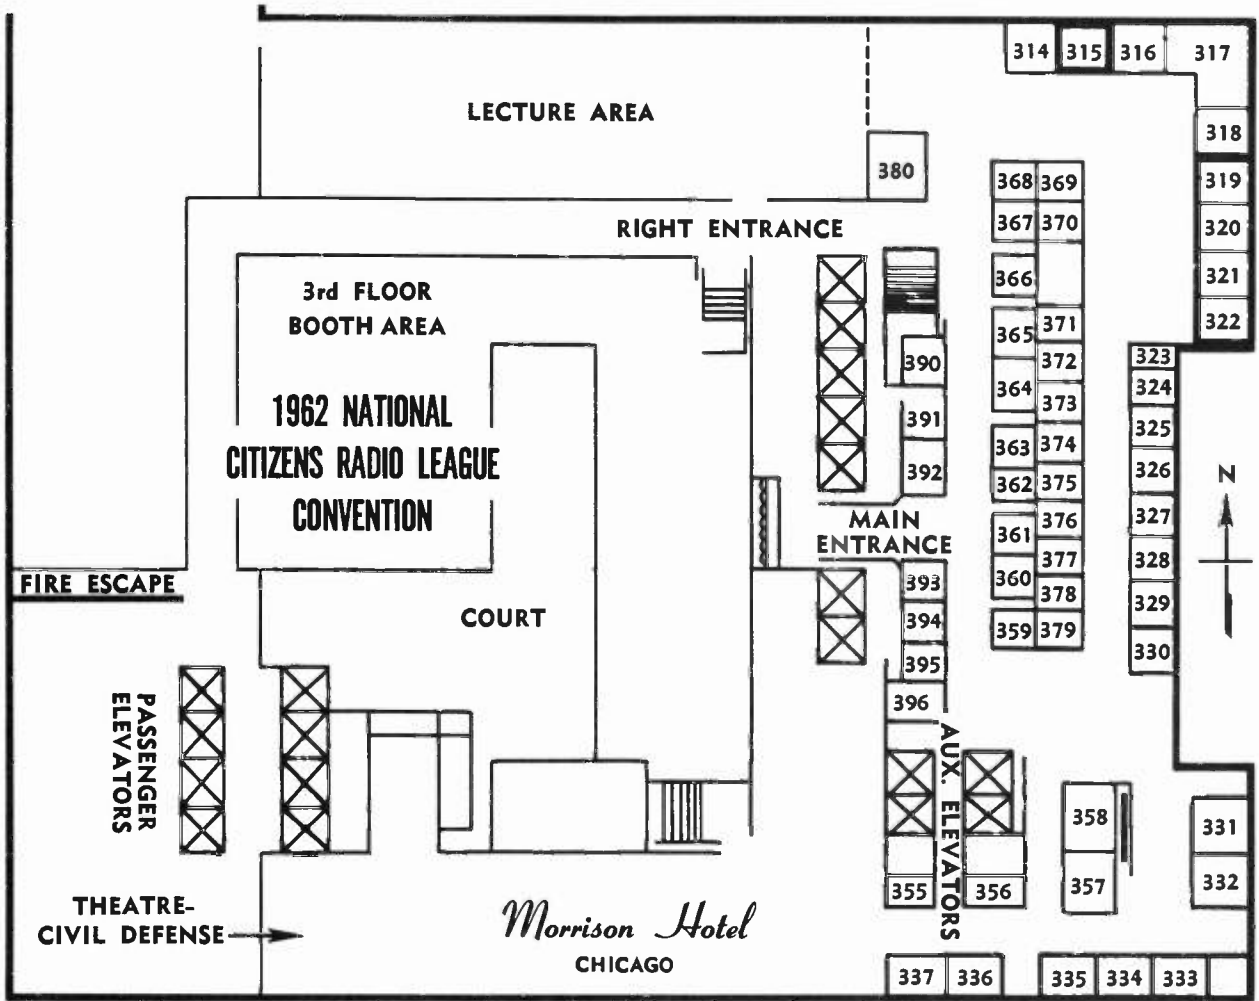 314 315 316 317
LECTURE AREA
318
380
368 369
319
367 370
320
RIGHT ENTRANCE
366
321
3rd FLOOR
BOOTH AREA
322
365 371
390
372
323
364
324
373
1962 NATIONAL
CITIZENS RADIO LEAGUE
CONVENTION
391
363 374
325
392
362 375
326
N
MAIN
ENTRANCE
361 376
327
377
328
FIRE ESCAPE
393
360
378
329
COURT
394
359 379
395
330
396
PASSENGER
ELEVATORS
AUX. ELEVATORS
358
331
355
356
357
332
THEATRE-
CIVIL DEFENSE
Morrison Hotel
CHICAGO
337 336 335 334 333